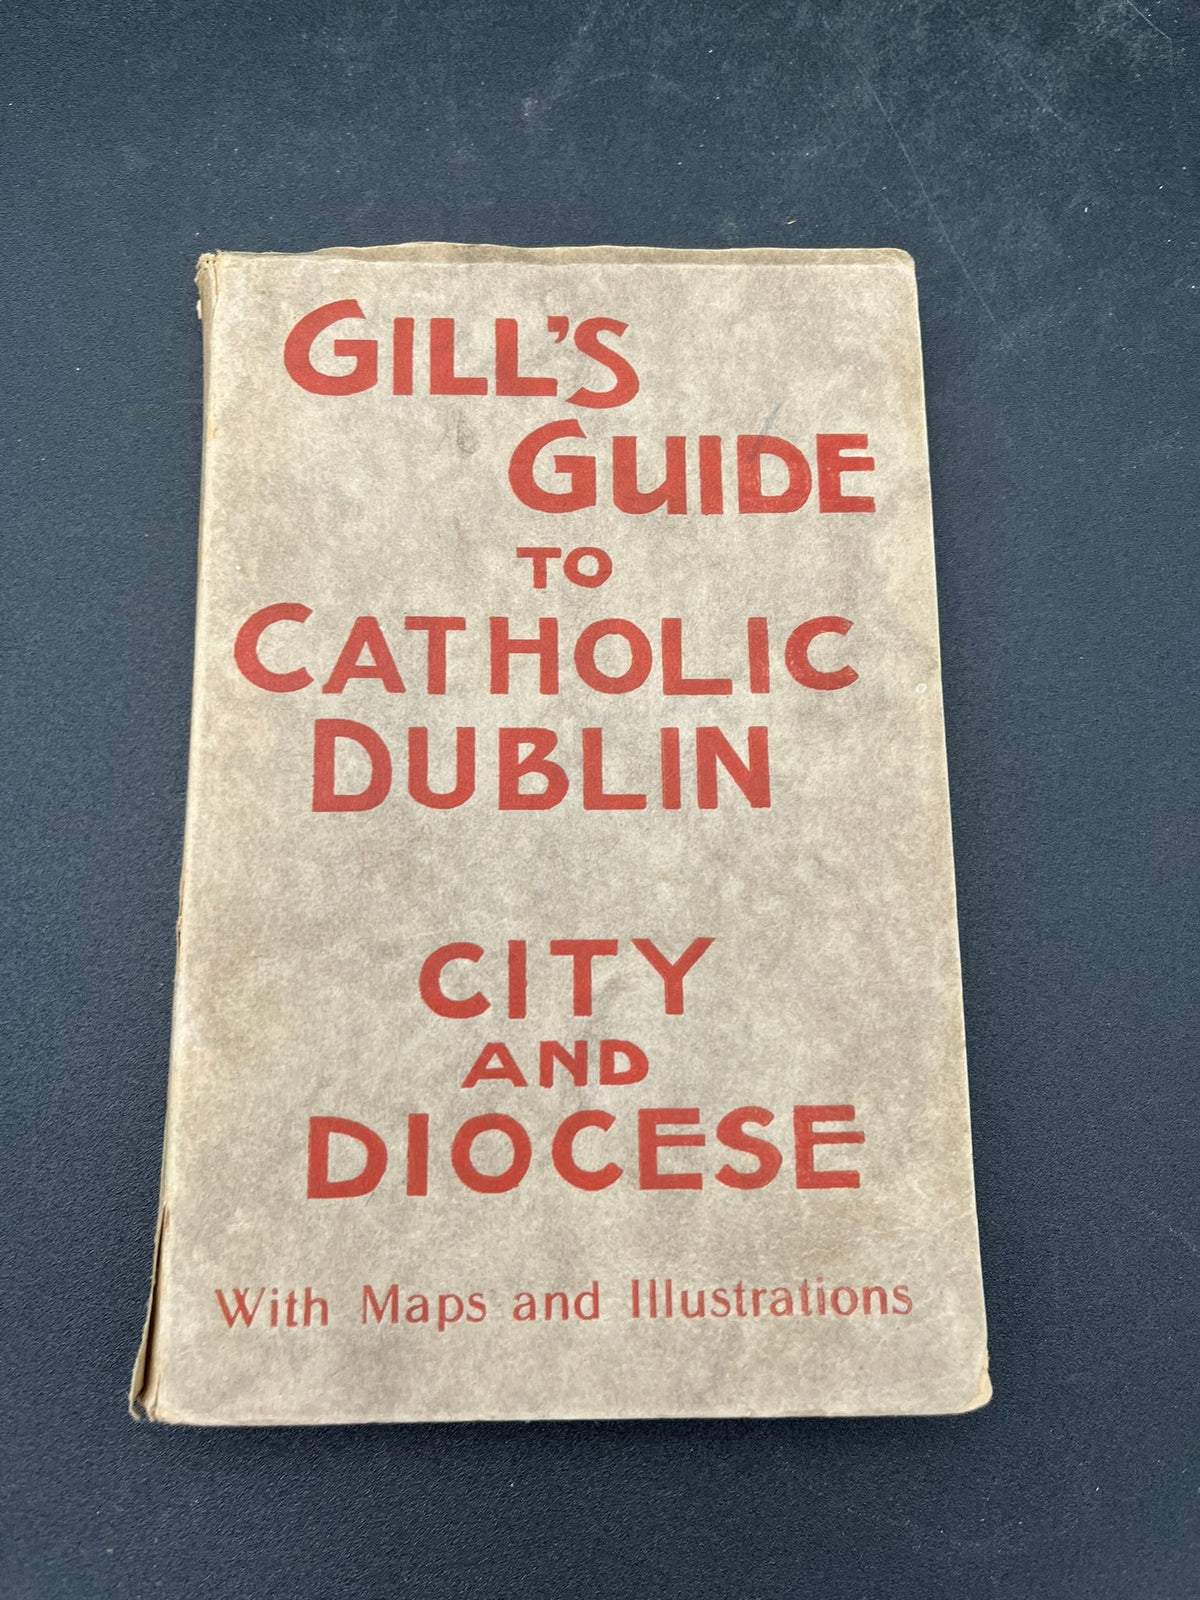 GILL'S
GUIDE
TO
CATHOLIC
DUBLIN
CITY
AND
DIOCESE
With Maps and Illustrations